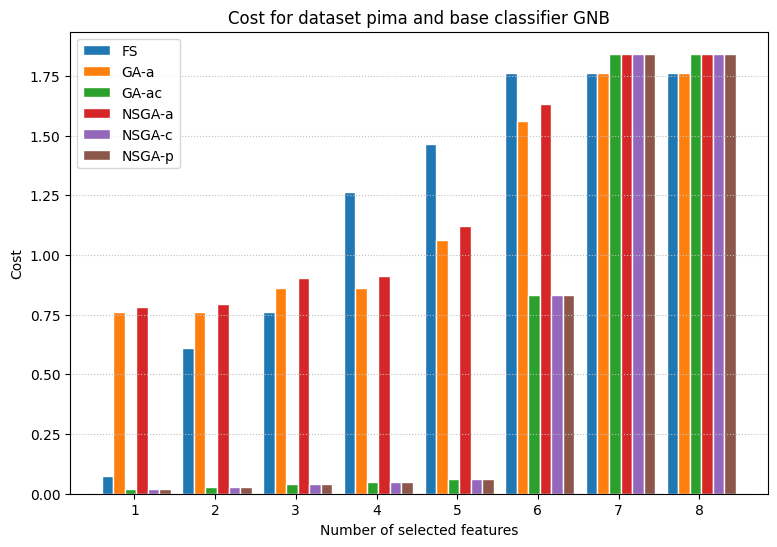 Cost for dataset pima and base classifier GNB
FS
GA-a
GA-ac
NSGA-a
NSGA-c
NSGA-p
1.75
1.50
1.25
1.00
0.75
0.50
0.25
0.00
Cost
1 2 3 4 5 6 7 8
Number of selected features